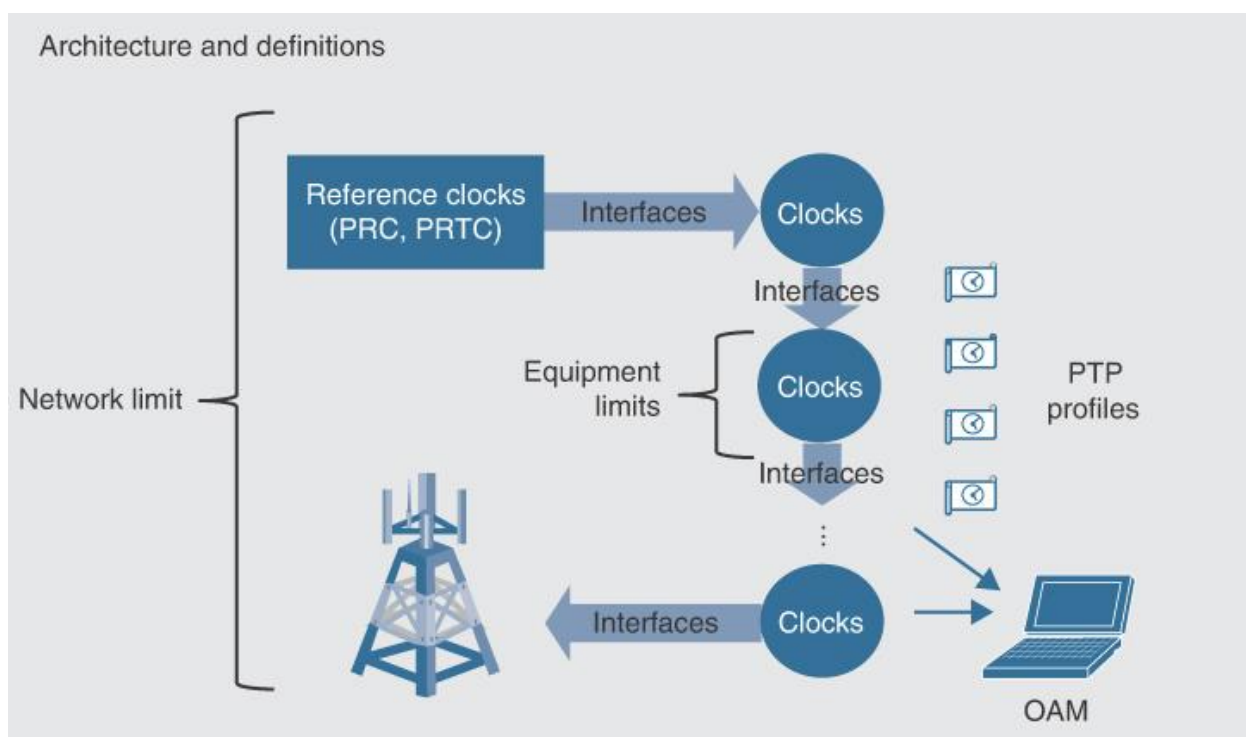 Architecture and definitions
Reference clocks
(PRC, PRTC)
Interfaces
Clocks
Interfaces
Equipment
limits
Clocks
PTP
profiles
Network limit
Interfaces
⋮
Interfaces
Clocks
OAM